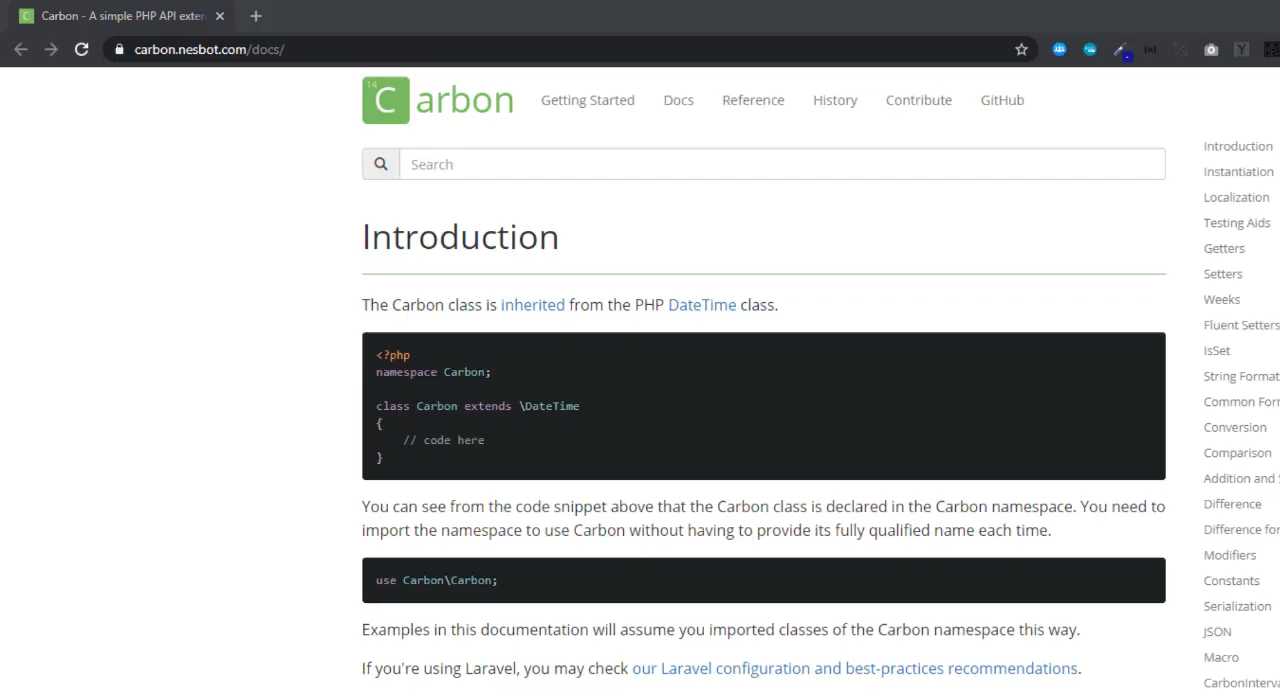 Carbon - A simple PHP API exten
carbon.nesbot.com/docs/
14
Carbon
Getting Started
Docs
Reference
History
Contribute
GitHub
Search
Introduction
The Carbon class is inherited from the PHP DateTime class.
<?php
namespace Carbon;
class Carbon extends \DateTime
{
// code here
}
You can see from the code snippet above that the Carbon class is declared in the Carbon namespace. You need to
import the namespace to use Carbon without having to provide its fully qualified name each time.
use Carbon\Carbon;
Examples in this documentation will assume you imported classes of the Carbon namespace this way.
If you're using Laravel, you may check our Laravel configuration and best-practices recommendations.
Introduction
Instantiation
Localization
Testing Aids
Getters
Setters
Weeks
Fluent Setters
IsSet
String Format
Common For
Conversion
Comparison
Addition and S
Difference
Difference for
Modifiers
Constants
Serialization
JSON
Macro
CarbonInterva